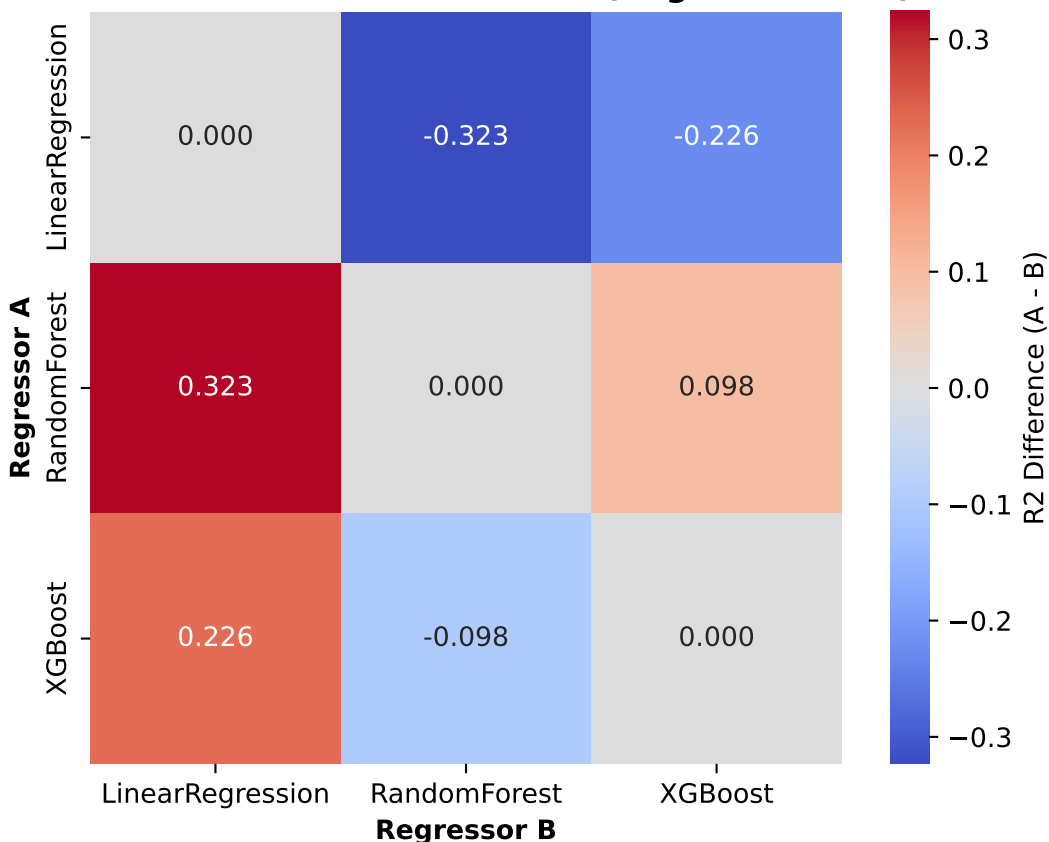 LinearRegression
0.000
-0.323
-0.226
0.3
0.2
0.1
0.0
−0.1
−0.2
−0.3
R2 Difference (A - B)
Regressor A
RandomForest
0.323
0.000
0.098
XGBoost
0.226
-0.098
0.000
LinearRegression
RandomForest
XGBoost
Regressor B